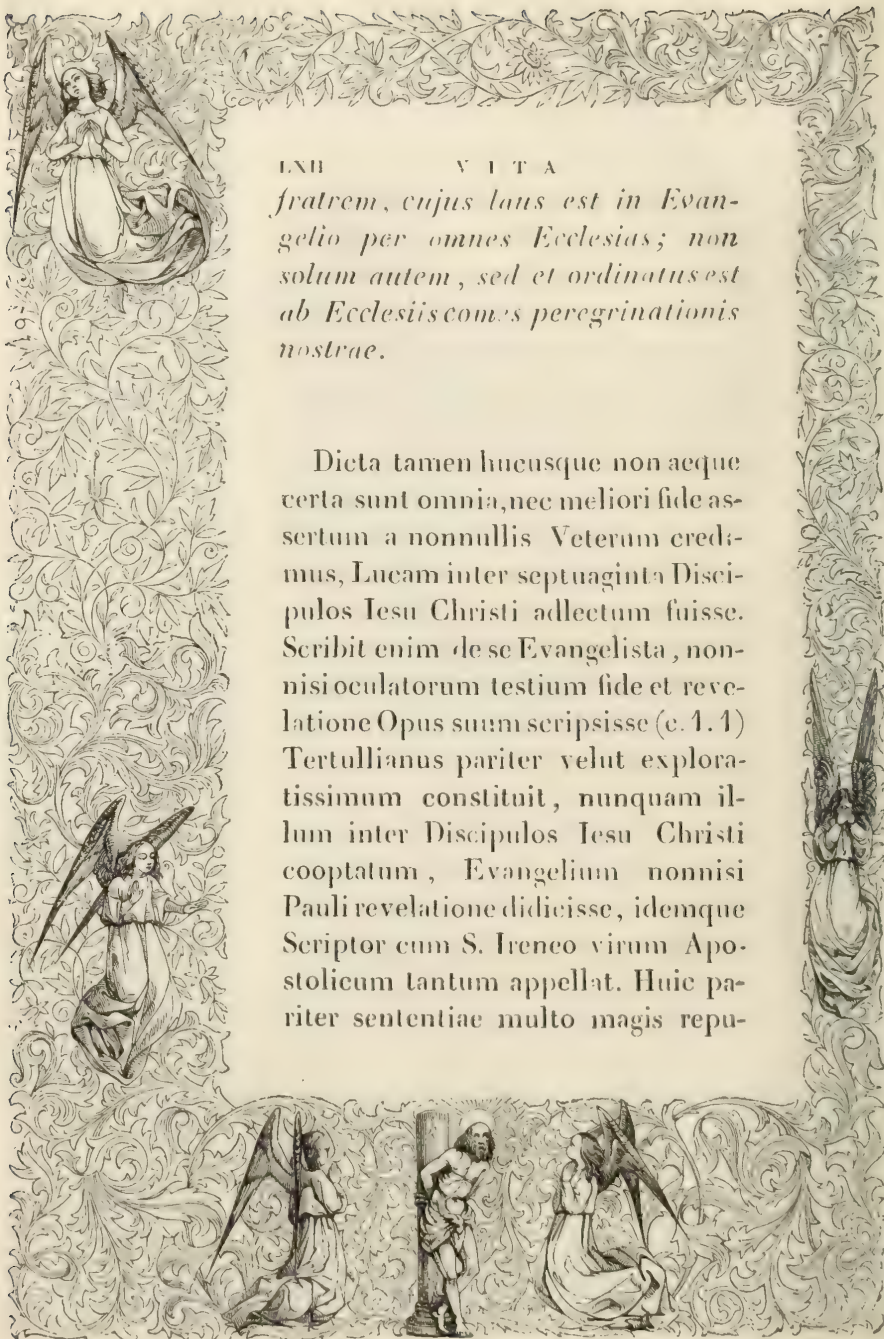 LXII VITA
fratrem, cujus laus est in Evan-
gelio per omnes Ecclesias; non
solum autem, sed et ordinatus est
ab Ecclesiis comes peregrinationis
nostrae.
Dicta tamen hucusque non aeque
certa sunt omnia, nec meliori fide as-
sertum a nonnullis Veterum credi-
mus, Lucam inter septuaginta Disci-
pulos Iesu Christi adlectum fuisse.
Scribit enim de se Evangelista, non-
nisi oculatorum testium fide et reve-
latione Opus suum scripsisse (c. 1. 1)
Tertullianus pariter velut explora-
tissimum constituit, nunquam il-
lum inter Discipulos Iesu Christi
cooptatum, Evangelium nonnisi
Pauli revelatione didicisse, idemque
Scriptor cum S. Ireneo virum Apo-
stolicum tantum appellat. Huic pa-
riter sententiae multo magis repu-